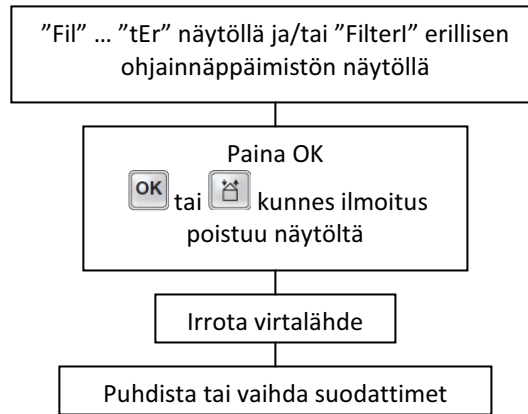 ”Fil” … ”tEr” näytöllä ja/tai ”FilterI” erillisen
ohjainnäppäimistön näytöllä
Paina OK
OK tai kunnes ilmoitus
poistuu näytöltä
Irrota virtalähde
Puhdista tai vaihda suodattimet